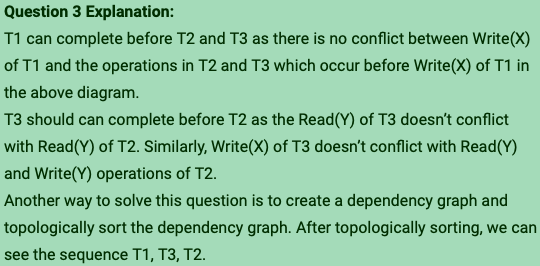 Question 3 Explanation:
T1 can complete before T2 and T3 as there is no conflict between Write(X)
of T1 and the operations in T2 and T3 which occur before Write(X) of T1 in
the above diagram.
T3 should can complete before T2 as the Read(Y) of T3 doesn’t conflict
with Read(Y) of T2. Similarly, Write(X) of T3 doesn’t conflict with Read(Y)
and Write(Y) operations of T2.
Another way to solve this question is to create a dependency graph and
topologically sort the dependency graph. After topologically sorting, we can
see the sequence T1, T3, T2.